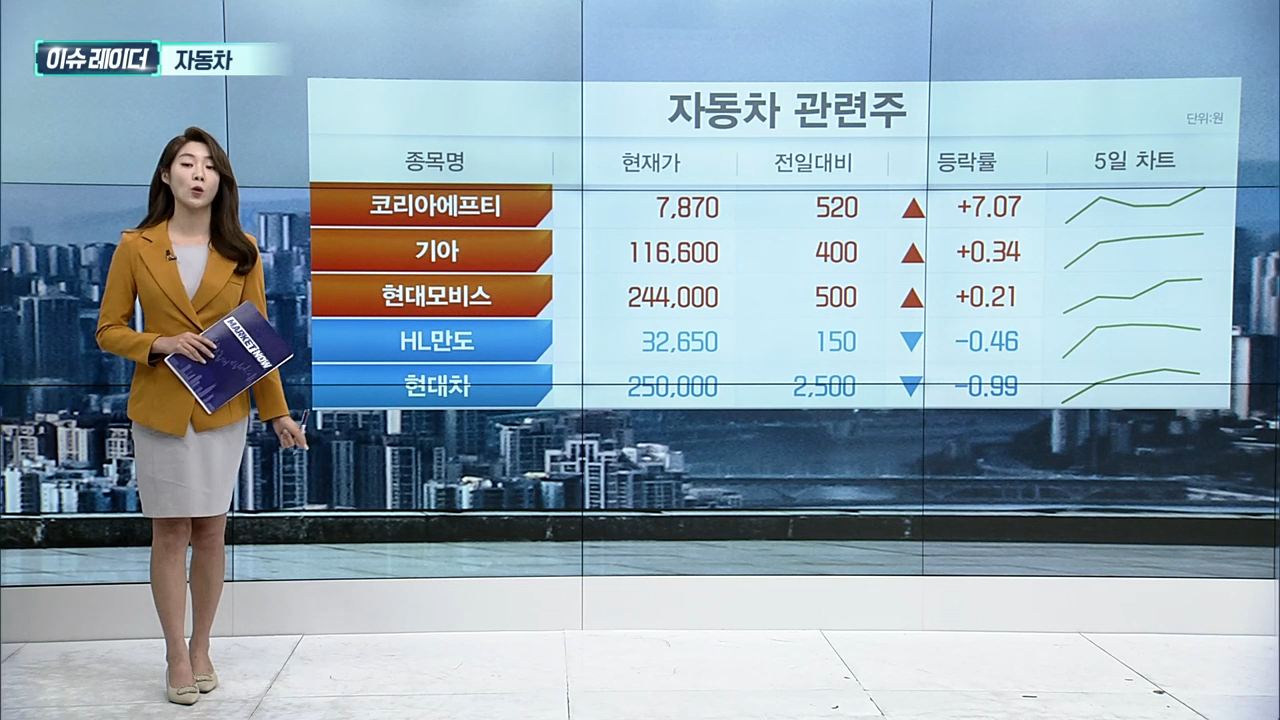 이슈 레이더 자동차
자동차 관련주
단위:원
종목명 현재가 전일대비 등락률 5일 차트
코리아에프티 7,870 520 ▲ +7.07
기아 116,600 400 ▲ +0.34
현대모비스 244,000 500 ▲ +0.21
HL만도 32,650 150 ▼ -0.46
현대차 250,000 2,500 ▼ -0.99
MARKET NOW